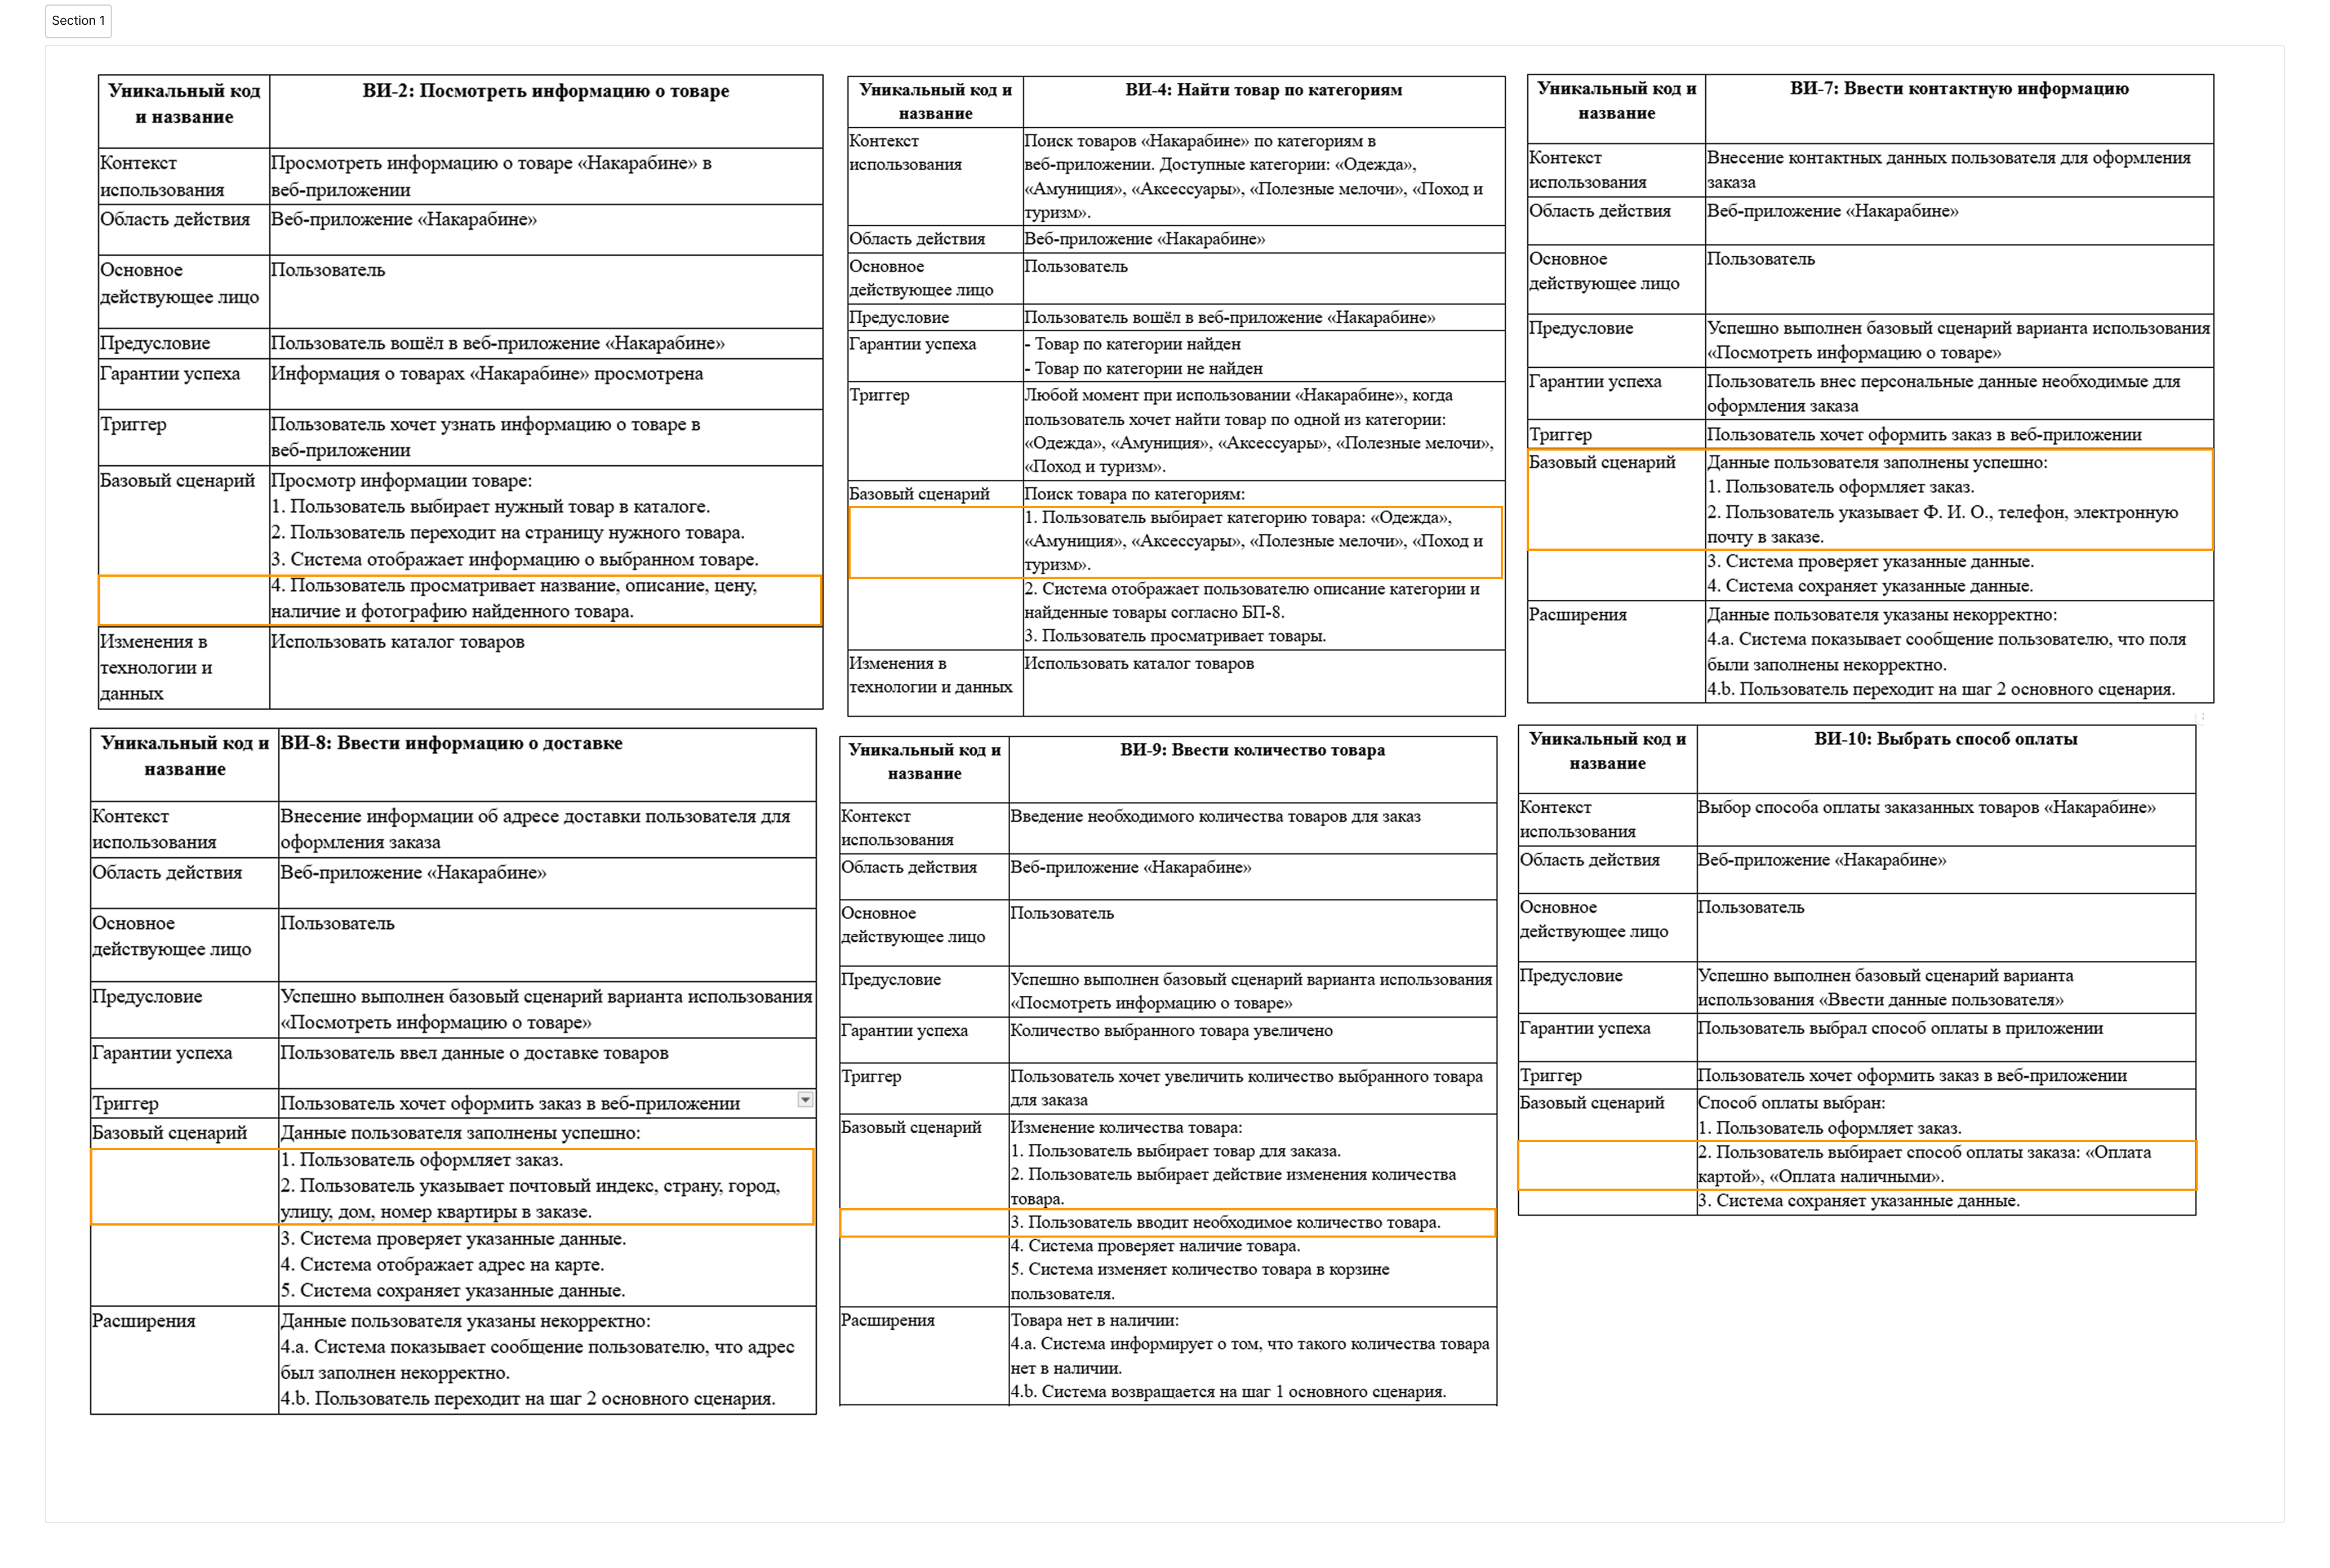 Section 1
Уникальный код
и название
ВИ-2: Посмотреть информацию о товаре
Контекст
использования
Просмотреть информацию о товаре «Накарабине» в
веб-приложении
Область действия
Веб-приложение «Накарабине»
Основное
действующее лицо
Пользователь
Предусловие
Пользователь вошёл в веб-приложение «Накарабине»
Гарантии успеха
Информация о товарах «Накарабине» просмотрена
Триггер
Пользователь хочет узнать информацию о товаре в
веб-приложении
Базовый сценарий
Просмотр информации товаре:
1. Пользователь выбирает нужный товар в каталоге.
2. Пользователь переходит на страницу нужного товара.
3. Система отображает информацию о выбранном товаре.
4. Пользователь просматривает название, описание, цену,
наличие и фотографию найденного товара.
Изменения в
технологии и
данных
Использовать каталог товаров
Уникальный код и
название
ВИ-4: Найти товар по категориям
Контекст
использования
Поиск товаров «Накарабине» по категориям в
веб-приложении. Доступные категории: «Одежда»,
«Амуниция», «Аксессуары», «Полезные мелочи», «Поход и
туризм».
Область действия
Веб-приложение «Накарабине»
Основное
действующее лицо
Пользователь
Предусловие
Пользователь вошёл в веб-приложение «Накарабине»
Гарантии успеха
- Товар по категории найден
- Товар по категории не найден
Триггер
Любой момент при использовании «Накарабине», когда
пользователь хочет найти товар по одной из категории:
«Одежда», «Амуниция», «Аксессуары», «Полезные мелочи»,
«Поход и туризм».
Базовый сценарий
Поиск товара по категориям:
1. Пользователь выбирает категорию товара: «Одежда»,
«Амуниция», «Аксессуары», «Полезные мелочи», «Поход и
туризм».
2. Система отображает пользователю описание категории и
найденные товары согласно БП-8.
3. Пользователь просматривает товары.
Изменения в
технологии и данных
Использовать каталог товаров
Уникальный код и
название
ВИ-7: Ввести контактную информацию
Контекст
использования
Внесение контактных данных пользователя для оформления
заказа
Область действия
Веб-приложение «Накарабине»
Основное
действующее лицо
Пользователь
Предусловие
Успешно выполнен базовый сценарий варианта использования
«Посмотреть информацию о товаре»
Гарантии успеха
Пользователь внес персональные данные необходимые для
оформления заказа
Триггер
Пользователь хочет оформить заказ в веб-приложении
Базовый сценарий
Данные пользователя заполнены успешно:
1. Пользователь оформляет заказ.
2. Пользователь указывает Ф. И. О., телефон, электронную
почту в заказе.
3. Система проверяет указанные данные.
4. Система сохраняет указанные данные.
Расширения
Данные пользователя указаны некорректно:
4.a. Система показывает сообщение пользователю, что поля
были заполнены некорректно.
4.b. Пользователь переходит на шаг 2 основного сценария.
Уникальный код и
название
ВИ-8: Ввести информацию о доставке
Контекст
использования
Внесение информации об адресе доставки пользователя для
оформления заказа
Область действия
Веб-приложение «Накарабине»
Основное
действующее лицо
Пользователь
Предусловие
Успешно выполнен базовый сценарий варианта использования
«Посмотреть информацию о товаре»
Гарантии успеха
Пользователь ввел данные о доставке товаров
Триггер
Пользователь хочет оформить заказ в веб-приложении
Базовый сценарий
Данные пользователя заполнены успешно:
1. Пользователь оформляет заказ.
2. Пользователь указывает почтовый индекс, страну, город,
улицу, дом, номер квартиры в заказе.
3. Система проверяет указанные данные.
4. Система отображает адрес на карте.
5. Система сохраняет указанные данные.
Расширения
Данные пользователя указаны некорректно:
4.a. Система показывает сообщение пользователю, что адрес
был заполнен некорректно.
4.b. Пользователь переходит на шаг 2 основного сценария.
Уникальный код и
название
ВИ-9: Ввести количество товара
Контекст
использования
Введение необходимого количества товаров для заказ
Область действия
Веб-приложение «Накарабине»
Основное
действующее лицо
Пользователь
Предусловие
Успешно выполнен базовый сценарий варианта использования
«Посмотреть информацию о товаре»
Гарантии успеха
Количество выбранного товара увеличено
Триггер
Пользователь хочет увеличить количество выбранного товара
для заказа
Базовый сценарий
Изменение количества товара:
1. Пользователь выбирает товар для заказа.
2. Пользователь выбирает действие изменения количества
товара.
3. Пользователь вводит необходимое количество товара.
4. Система проверяет наличие товара.
5. Система изменяет количество товара в корзине
пользователя.
Расширения
Товара нет в наличии:
4.a. Система информирует о том, что такого количества товара
нет в наличии.
4.b. Система возвращается на шаг 1 основного сценария.
Уникальный код и
название
ВИ-10: Выбрать способ оплаты
Контекст
использования
Выбор способа оплаты заказанных товаров «Накарабине»
Область действия
Веб-приложение «Накарабине»
Основное
действующее лицо
Пользователь
Предусловие
Успешно выполнен базовый сценарий варианта
использования «Ввести данные пользователя»
Гарантии успеха
Пользователь выбрал способ оплаты в приложении
Триггер
Пользователь хочет оформить заказ в веб-приложении
Базовый сценарий
Способ оплаты выбран:
1. Пользователь оформляет заказ.
2. Пользователь выбирает способ оплаты заказа: «Оплата
картой», «Оплата наличными».
3. Система сохраняет указанные данные.